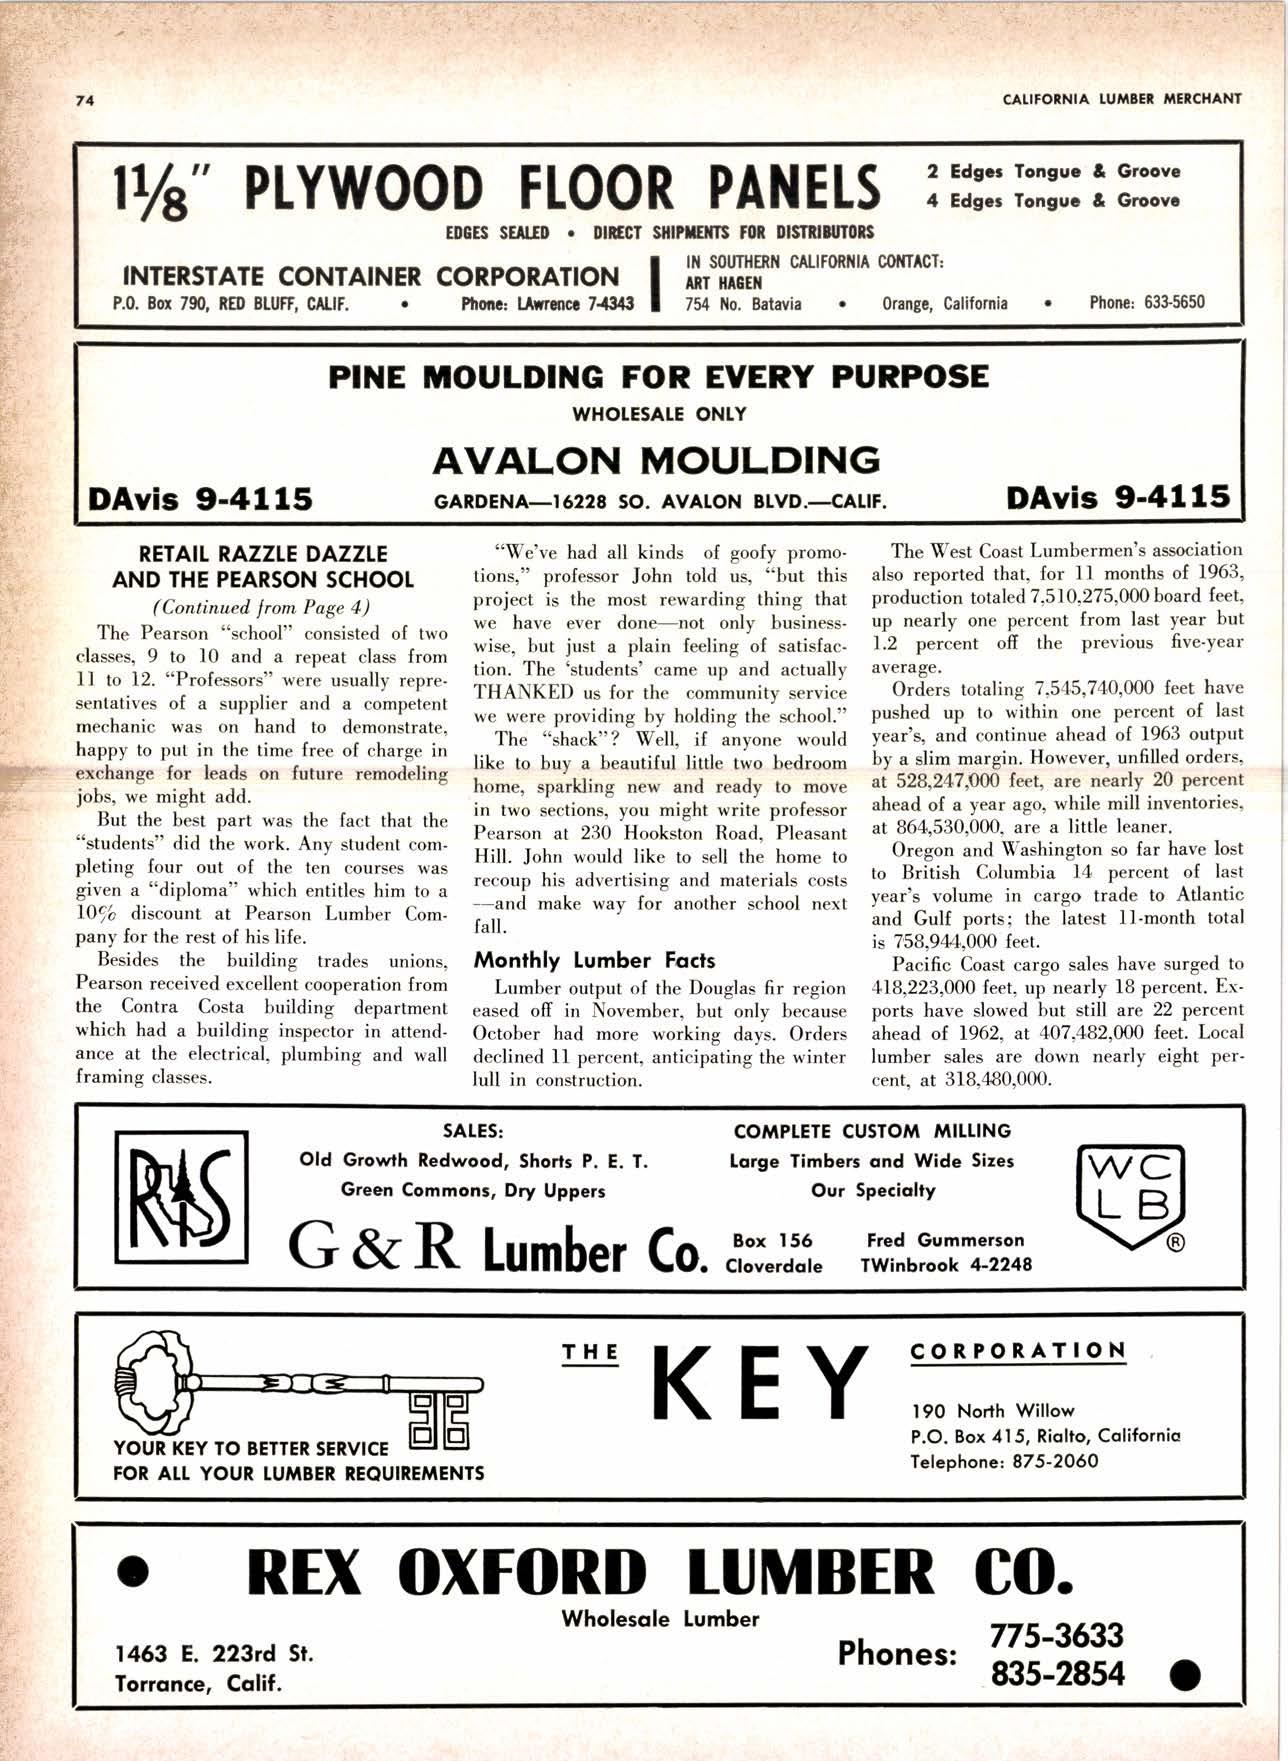 74
CALIFORNIA LUMBER MERCHANT
1⅛" PLYWOOD FLOOR PANELS
2 Edges Tongue & Groove
4 Edges Tongue & Groove
EDGES SEALED • DIRECT SHIPMENTS FOR DISTRIBUTORS
INTERSTATE CONTAINER CORPORATION
P.O. Box 790, RED BLUFF, CALIF. • Phone: LAwrence 7-4343
IN SOUTHERN CALIFORNIA CONTACT:
ART HAGEN
754 No. Batavia • Orange, California • Phone: 633-5650
PINE MOULDING FOR EVERY PURPOSE
WHOLESALE ONLY
AVALON MOULDING
DAvis 9-4115
GARDENA—16228 SO. AVALON BLVD.—CALIF.
DAvis 9-4115
RETAIL RAZZLE DAZZLE
AND THE PEARSON SCHOOL
(Continued from Page 4)
The Pearson “school” consisted of two
classes, 9 to 10 and a repeat class from
11 to 12. “Professors” were usually repre-
sentatives of a supplier and a competent
mechanic was on hand to demonstrate,
happy to put in the time free of charge in
exchange for leads on future remodeling
jobs, we might add.
But the best part was the fact that the
“students” did the work. Any student com-
pleting four out of the ten courses was
given a “diploma” which entitles him to a
10% discount at Pearson Lumber Com-
pany for the rest of his life.
Besides the building trades unions,
Pearson received excellent cooperation from
the Contra Costa building department
which had a building inspector in attend-
ance at the electrical, plumbing and wall
framing classes.
“We’ve had all kinds of goofy promo-
tions,” professor John told us, “but this
project is the most rewarding thing that
we have ever done—not only business-
wise, but just a plain feeling of satisfac-
tion. The ‘students’ came up and actually
THANKED us for the community service
we were providing by holding the school.”
The “shack”? Well, if anyone would
like to buy a beautiful little two bedroom
home, sparkling new and ready to move
in two sections, you might write professor
Pearson at 230 Hookston Road, Pleasant
Hill. John would like to sell the home to
recoup his advertising and materials costs
—and make way for another school next
fall.
Monthly Lumber Facts
Lumber output of the Douglas fir region
eased off in November, but only because
October had more working days. Orders
declined 11 percent, anticipating the winter
lull in construction.
The West Coast Lumbermen’s association
also reported that, for 11 months of 1963,
production totaled 7,510,275,000 board feet,
up nearly one percent from last year but
1.2 percent off the previous five-year
average.
Orders totaling 7,545,740,000 feet have
pushed up to within one percent of last
year’s, and continue ahead of 1963 output
by a slim margin. However, unfilled orders,
at 528,247,000 feet, are nearly 20 percent
ahead of a year ago, while mill inventories,
at 864,530,000, are a little leaner.
Oregon and Washington so far have lost
to British Columbia 14 percent of last
year’s volume in cargo trade to Atlantic
and Gulf ports; the latest 11-month total
is 758,944,000 feet.
Pacific Coast cargo sales have surged to
418,223,000 feet, up nearly 18 percent. Ex-
ports have slowed but still are 22 percent
ahead of 1962, at 407,482,000 feet. Local
lumber sales are down nearly eight per-
cent, at 318,480,000.
RIS
SALES:
Old Growth Redwood, Shorts P. E. T.
Green Commons, Dry Uppers
COMPLETE CUSTOM MILLING
Large Timbers and Wide Sizes
Our Specialty
G & R Lumber Co.
Box 156
Cloverdale
Fred Gummerson
TWinbrook 4-2248
WC
LB
®
YOUR KEY TO BETTER SERVICE
FOR ALL YOUR LUMBER REQUIREMENTS
THE KEY CORPORATION
190 North Willow
P.O. Box 415, Rialto, California
Telephone: 875-2060
• REX OXFORD LUMBER CO.
Wholesale Lumber
1463 E. 223rd St.
Torrance, Calif.
Phones: 775-3633
835-2854 •